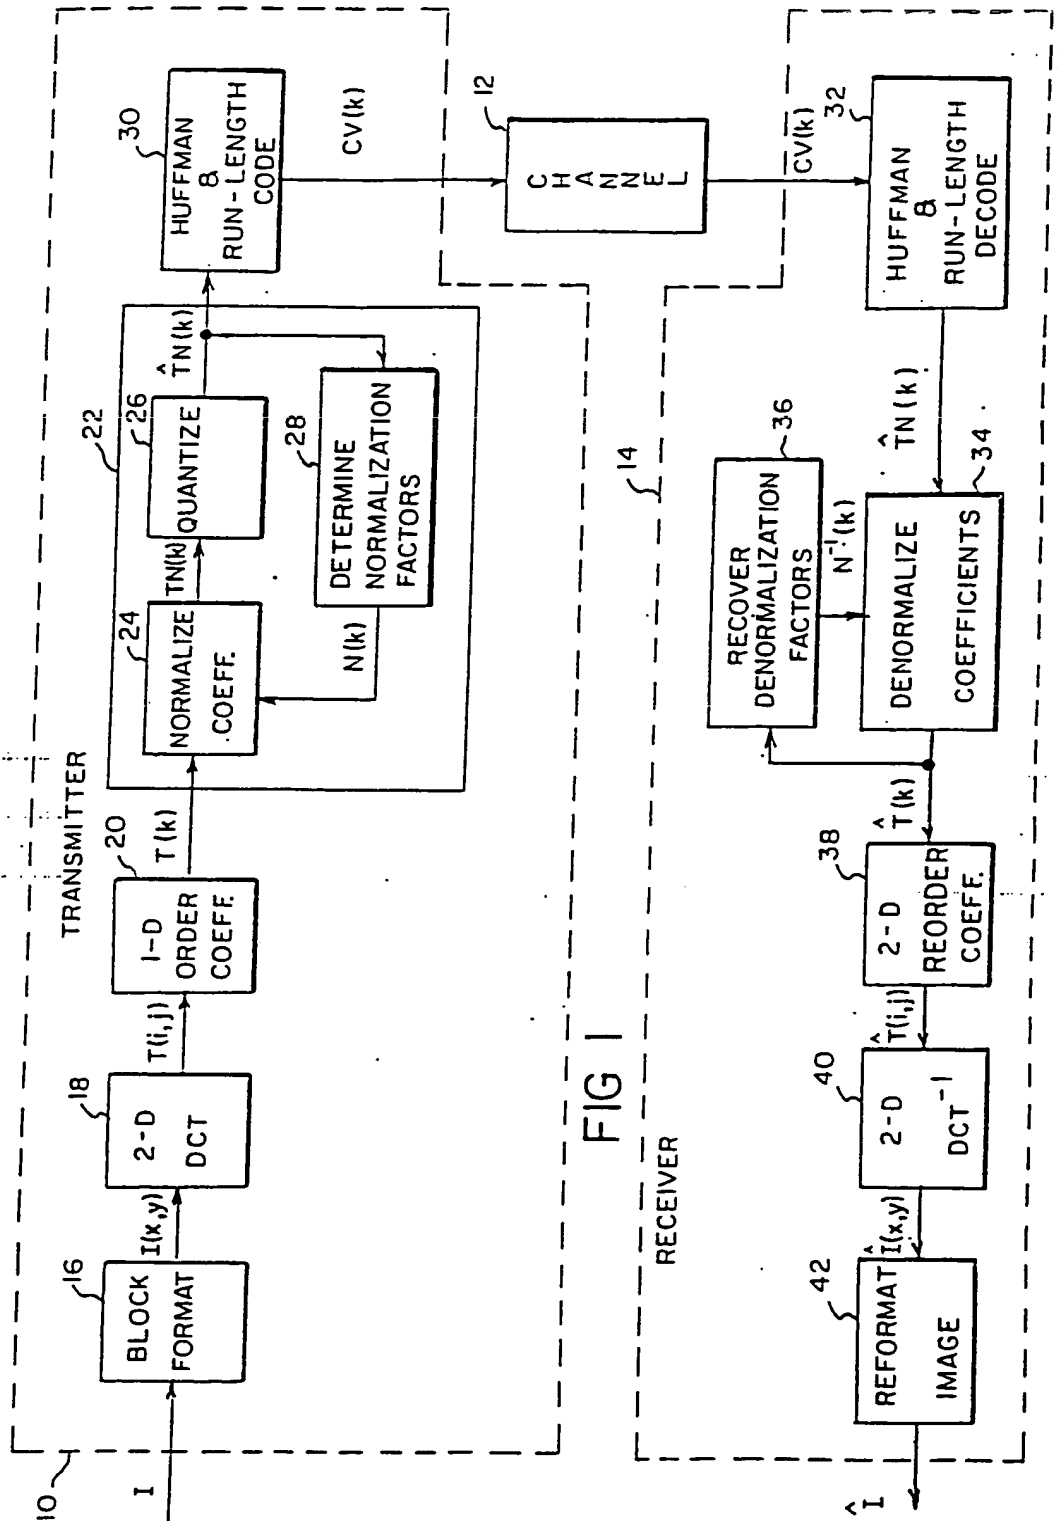 10
I
TRANSMITTER
16
BLOCK
FORMAT
I(x,y)
18
2-D
DCT
T(i,j)
20
1-D
ORDER
COEFF.
T(k)
22
24
NORMALIZE
COEFF.
TN(k)
26
QUANTIZE
T̂N(k)
28
DETERMINE
NORMALIZATION
FACTORS
N(k)
30
HUFFMAN
&
RUN-LENGTH
CODE
CV(k)
12
CHANNEL
FIG 1
14
RECEIVER
CV(k)
32
HUFFMAN
&
RUN-LENGTH
DECODE
T̂N(k)
34
DENORMALIZE
COEFFICIENTS
36
RECOVER
DENORMALIZATION
FACTORS
N⁻¹(k)
T̂(k)
38
2-D
REORDER
COEFF.
T̂(i,j)
40
2-D
DCT⁻¹
Î(x,y)
42
REFORMAT
IMAGE
Î